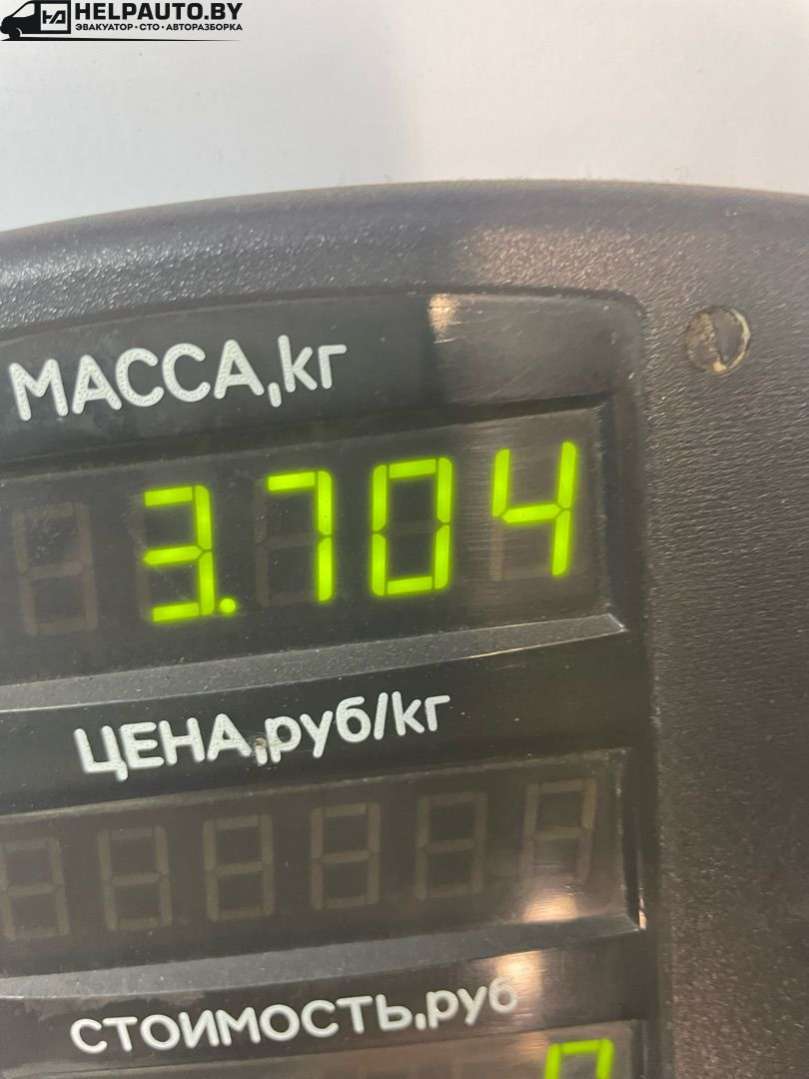 HELPAUTO.BY
ЭВАКУАТОР • СТО • АВТОРАЗБОРКА
МАССА,кг
3.704
ЦЕНА,руб/кг
СТОИМОСТЬ,руб